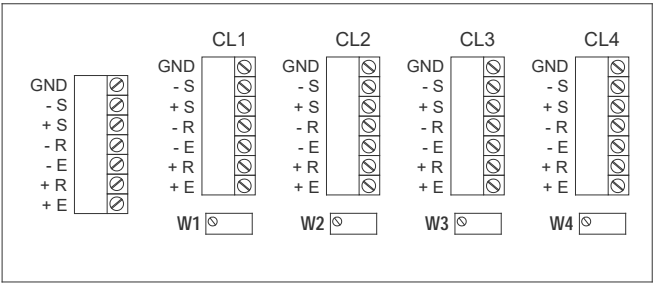 CL1 CL2 CL3 CL4
GND GND GND GND GND
- S - S - S - S - S
+ S + S + S + S + S
- R - R - R - R - R
- E - E - E - E - E
+ R + R + R + R + R
+ E + E + E + E + E
W1 W2 W3 W4